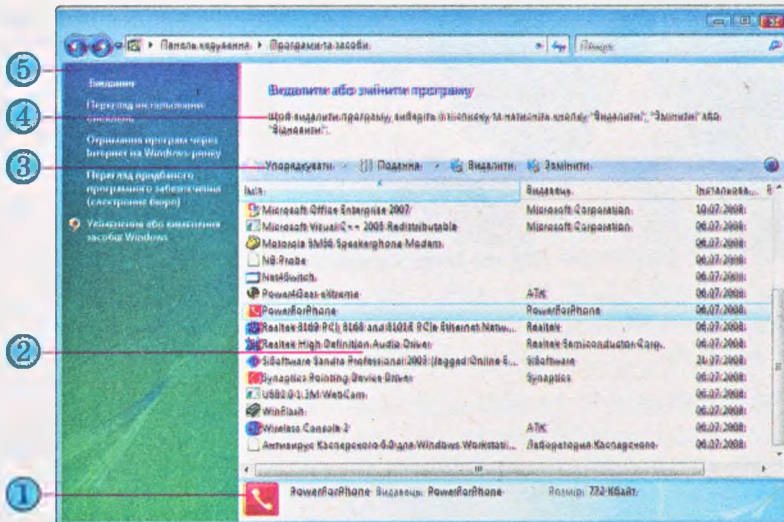 Панель керування ▸ Програми та засоби
Пошук
5
Завдання
Перегляд інстальованих оновлень
Отримання програм через Інтернет на Windows-ринку
Перегляд придбаного програмного забезпечення (електронне бюро)
Увімкнення або вимкнення засобів Windows
Видалити або змінити програму
4
Щоб видалити програму, виберіть її зі списку та натисніть кнопку "Видалити", "Змінити" або
"Відновити".
3
Упорядкувати Подання Видалити Замінити
Ім'я Видавець Інсталюва...
Microsoft Office Enterprise 2007 Microsoft Corporation 10.07.2008
Microsoft Visual C++ 2005 Redistributable Microsoft Corporation 06.07.2008
Motorola SM56 Speakerphone Modem 06.07.2008
NB Probe 06.07.2008
Net4Switch 06.07.2008
Power4Gear eXtreme ATK 06.07.2008
PowerForPhone PowerForPhone 06.07.2008
Realtek 8169 PCI, 8168 and 8101E PCIe Ethernet Netw... Realtek 06.07.2008
2
Realtek High Definition Audio Driver Realtek Semiconductor Corp. 06.07.2008
SiSoftware Sandra Professional 2008 (Online E... SiSoftware 21.07.2008
Synaptics Pointing Device Driver Synaptics 06.07.2008
USB2.0 1.3M WebCam 06.07.2008
WinFlash 06.07.2008
Wireless Console 2 ATK 06.07.2008
Антивирус Касперского 6.0 для Windows Workstati... Лаборатория Касперского 06.07.2008
1
PowerForPhone Видавець: PowerForPhone Розмір: 772 Кбайт